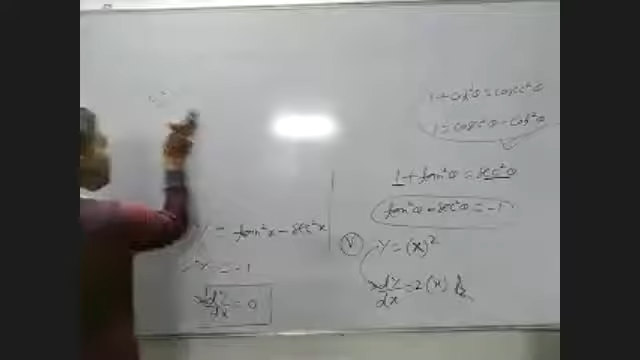 1+cot²θ=cosec²θ
1=cosec²θ-cot²θ
1+tan²θ=sec²θ
tan²θ-sec²θ=-1
Y = tan²x-sec²x
Y = -1
dy/dx = 0
V
Y=(x)²
dy/dx=2(x)